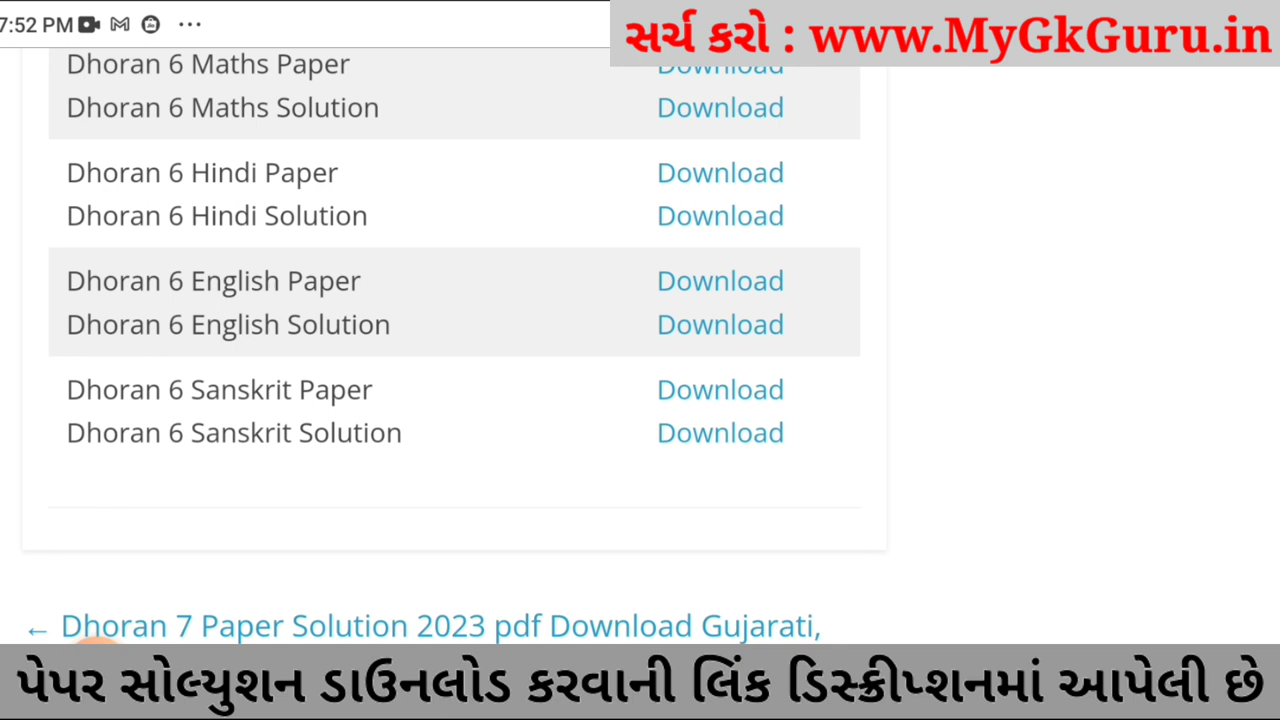 7:52 PM
સર્ચ કરો : www.MyGkGuru.in
Dhoran 6 Maths Paper Download
Dhoran 6 Maths Solution Download
Dhoran 6 Hindi Paper Download
Dhoran 6 Hindi Solution Download
Dhoran 6 English Paper Download
Dhoran 6 English Solution Download
Dhoran 6 Sanskrit Paper Download
Dhoran 6 Sanskrit Solution Download
← Dhoran 7 Paper Solution 2023 pdf Download Gujarati,
પેપર સોલ્યુશન ડાઉનલોડ કરવાની લિંક ડિસ્ક્રીપ્શનમાં આપેલી છે